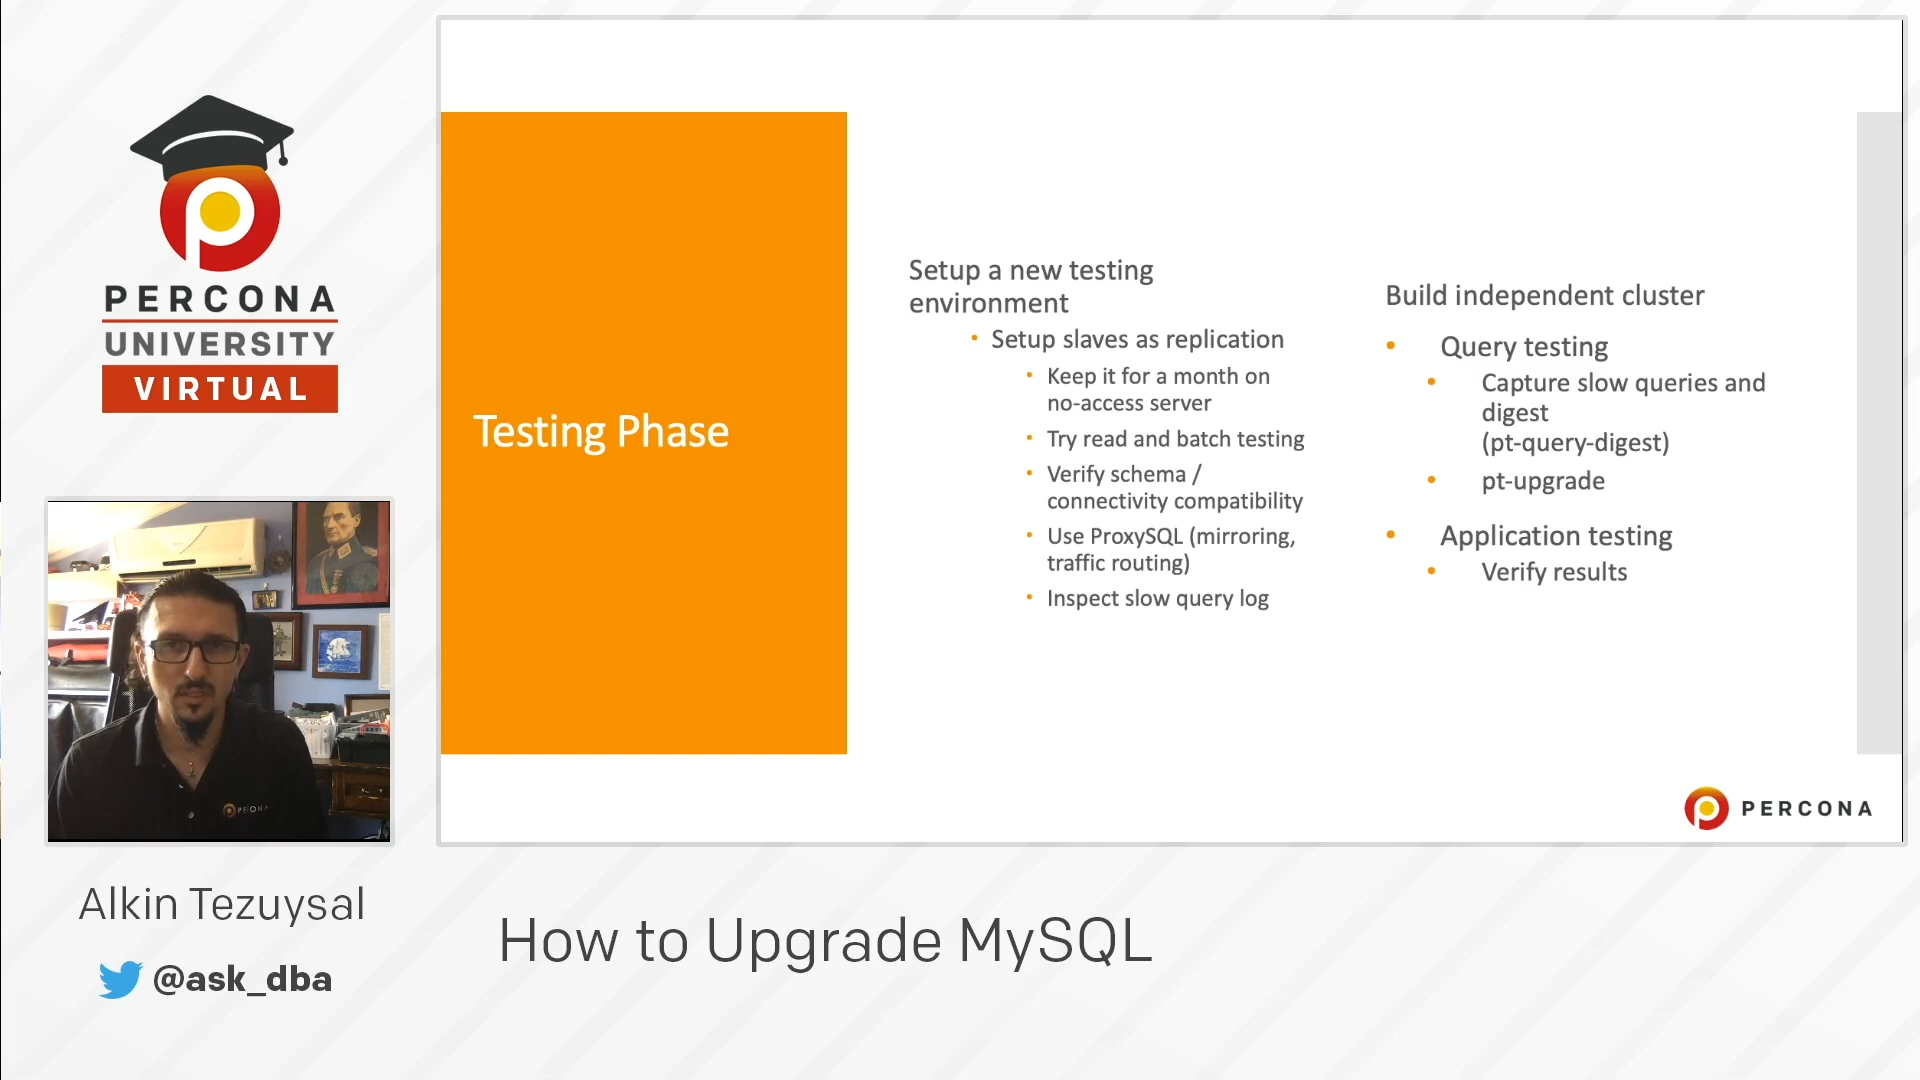 PERCONA
UNIVERSITY
VIRTUAL
Testing Phase
Setup a new testing
environment
• Setup slaves as replication
• Keep it for a month on
no-access server
• Try read and batch testing
• Verify schema /
connectivity compatibility
• Use ProxySQL (mirroring,
traffic routing)
• Inspect slow query log
Build independent cluster
• Query testing
• Capture slow queries and
digest
(pt-query-digest)
• pt-upgrade
• Application testing
• Verify results
PERCONA
PERCONA
Alkin Tezuysal
@ask_dba
How to Upgrade MySQL